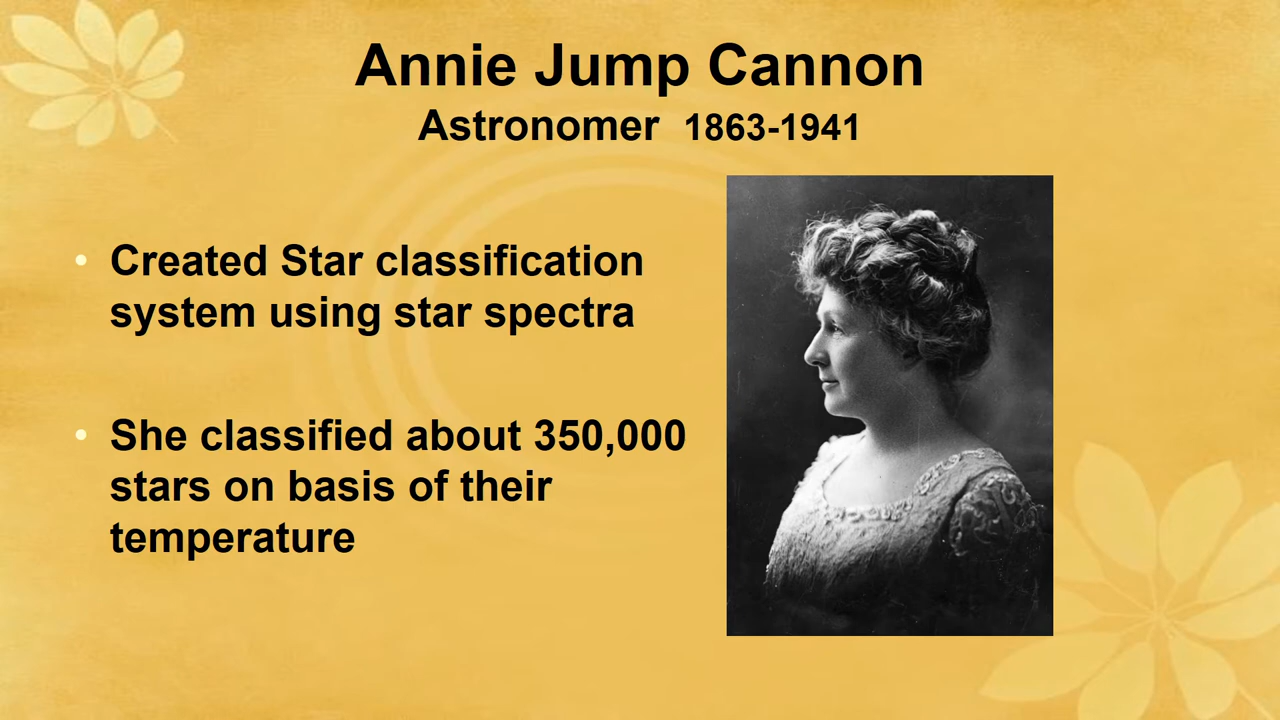 Annie Jump Cannon
Astronomer 1863-1941
• Created Star classification
system using star spectra
• She classified about 350,000
stars on basis of their
temperature